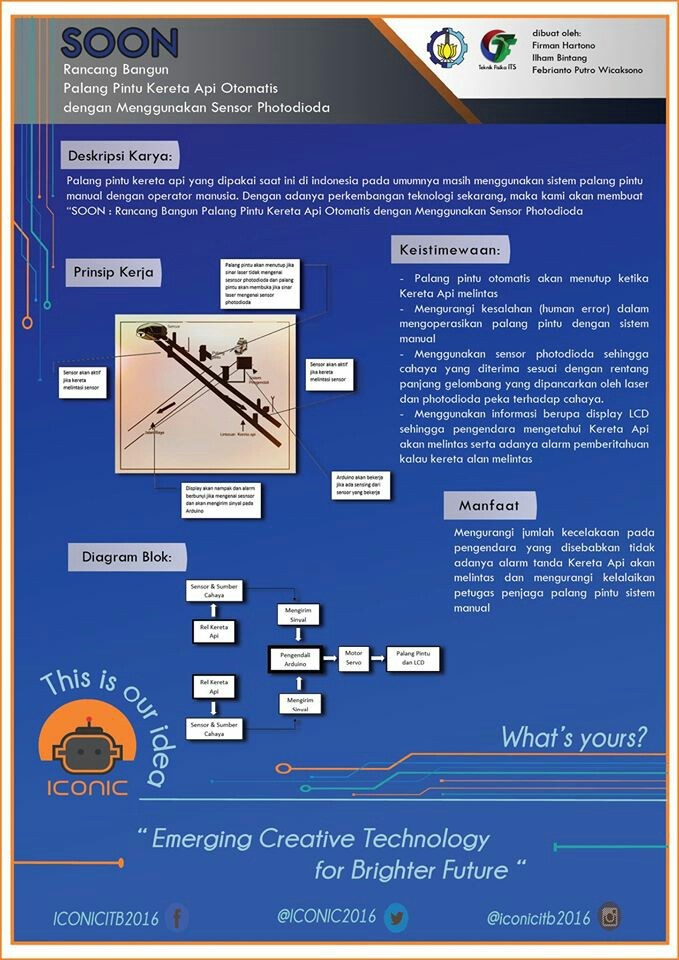 SOON
Rancang Bangun
Palang Pintu Kereta Api Otomatis
dengan Menggunakan Sensor Photodioda
Teknik Fisika ITS
dibuat oleh:
Firman Hartono
Ilham Bintang
Febrianto Putro Wicaksono
Deskripsi Karya:
Palang pintu kereta api yang dipakai saat ini di indonesia pada umumnya masih menggunakan sistem palang pintu
manual dengan operator manusia. Dengan adanya perkembangan teknologi sekarang, maka kami akan membuat
“SOON : Rancang Bangun Palang Pintu Kereta Api Otomatis dengan Menggunakan Sensor Photodioda
Prinsip Kerja
Palang pintu akan menutup jika
sinar laser tidak mengenai
sesnsor photodioda dan palang
pintu akan membuka jika sinar
laser mengenai sensor
photodioda
Sensor
Sensor akan aktif
jika kereta
melintasi sensor
Sensor akan aktif
jika kereta
melintasi sensor
Lintasan Kereta api
Display akan nampak dan alarm
berbunyi jika mengenai sesnsor
dan akan mengirim sinyal pada
Arduino
Arduino akan bekerja
jika ada sensing dari
sensor yang bekerja
Keistimewaan:
- Palang pintu otomatis akan menutup ketika
Kereta Api melintas
- Mengurangi kesalahan (human error) dalam
mengoperasikan palang pintu dengan sistem
manual
- Menggunakan sensor photodioda sehingga
cahaya yang diterima sesuai dengan rentang
panjang gelombang yang dipancarkan oleh laser
dan photodioda peka terhadap cahaya.
- Menggunakan informasi berupa display LCD
sehingga pengendara mengetahui Kereta Api
akan melintas serta adanya alarm pemberitahuan
kalau kereta alan melintas
Manfaat
Mengurangi jumlah kecelakaan pada
pengendara yang disebabkan tidak
adanya alarm tanda Kereta Api akan
melintas dan mengurangi kelalaikan
petugas penjaga palang pintu sistem
manual
Diagram Blok:
Sensor & Sumber
Cahaya
Rel Kereta
Api
Mengirim
Sinyal
Pengendali
Arduino
Motor
Servo
Palang Pintu
dan LCD
Rel Kereta
Api
Mengirim
Sinyal
Sensor & Sumber
Cahaya
This is our idea
ICONIC
What's yours?
“ Emerging Creative Technology
for Brighter Future “
ICONICITB2016
@ICONIC2016
@iconicitb2016